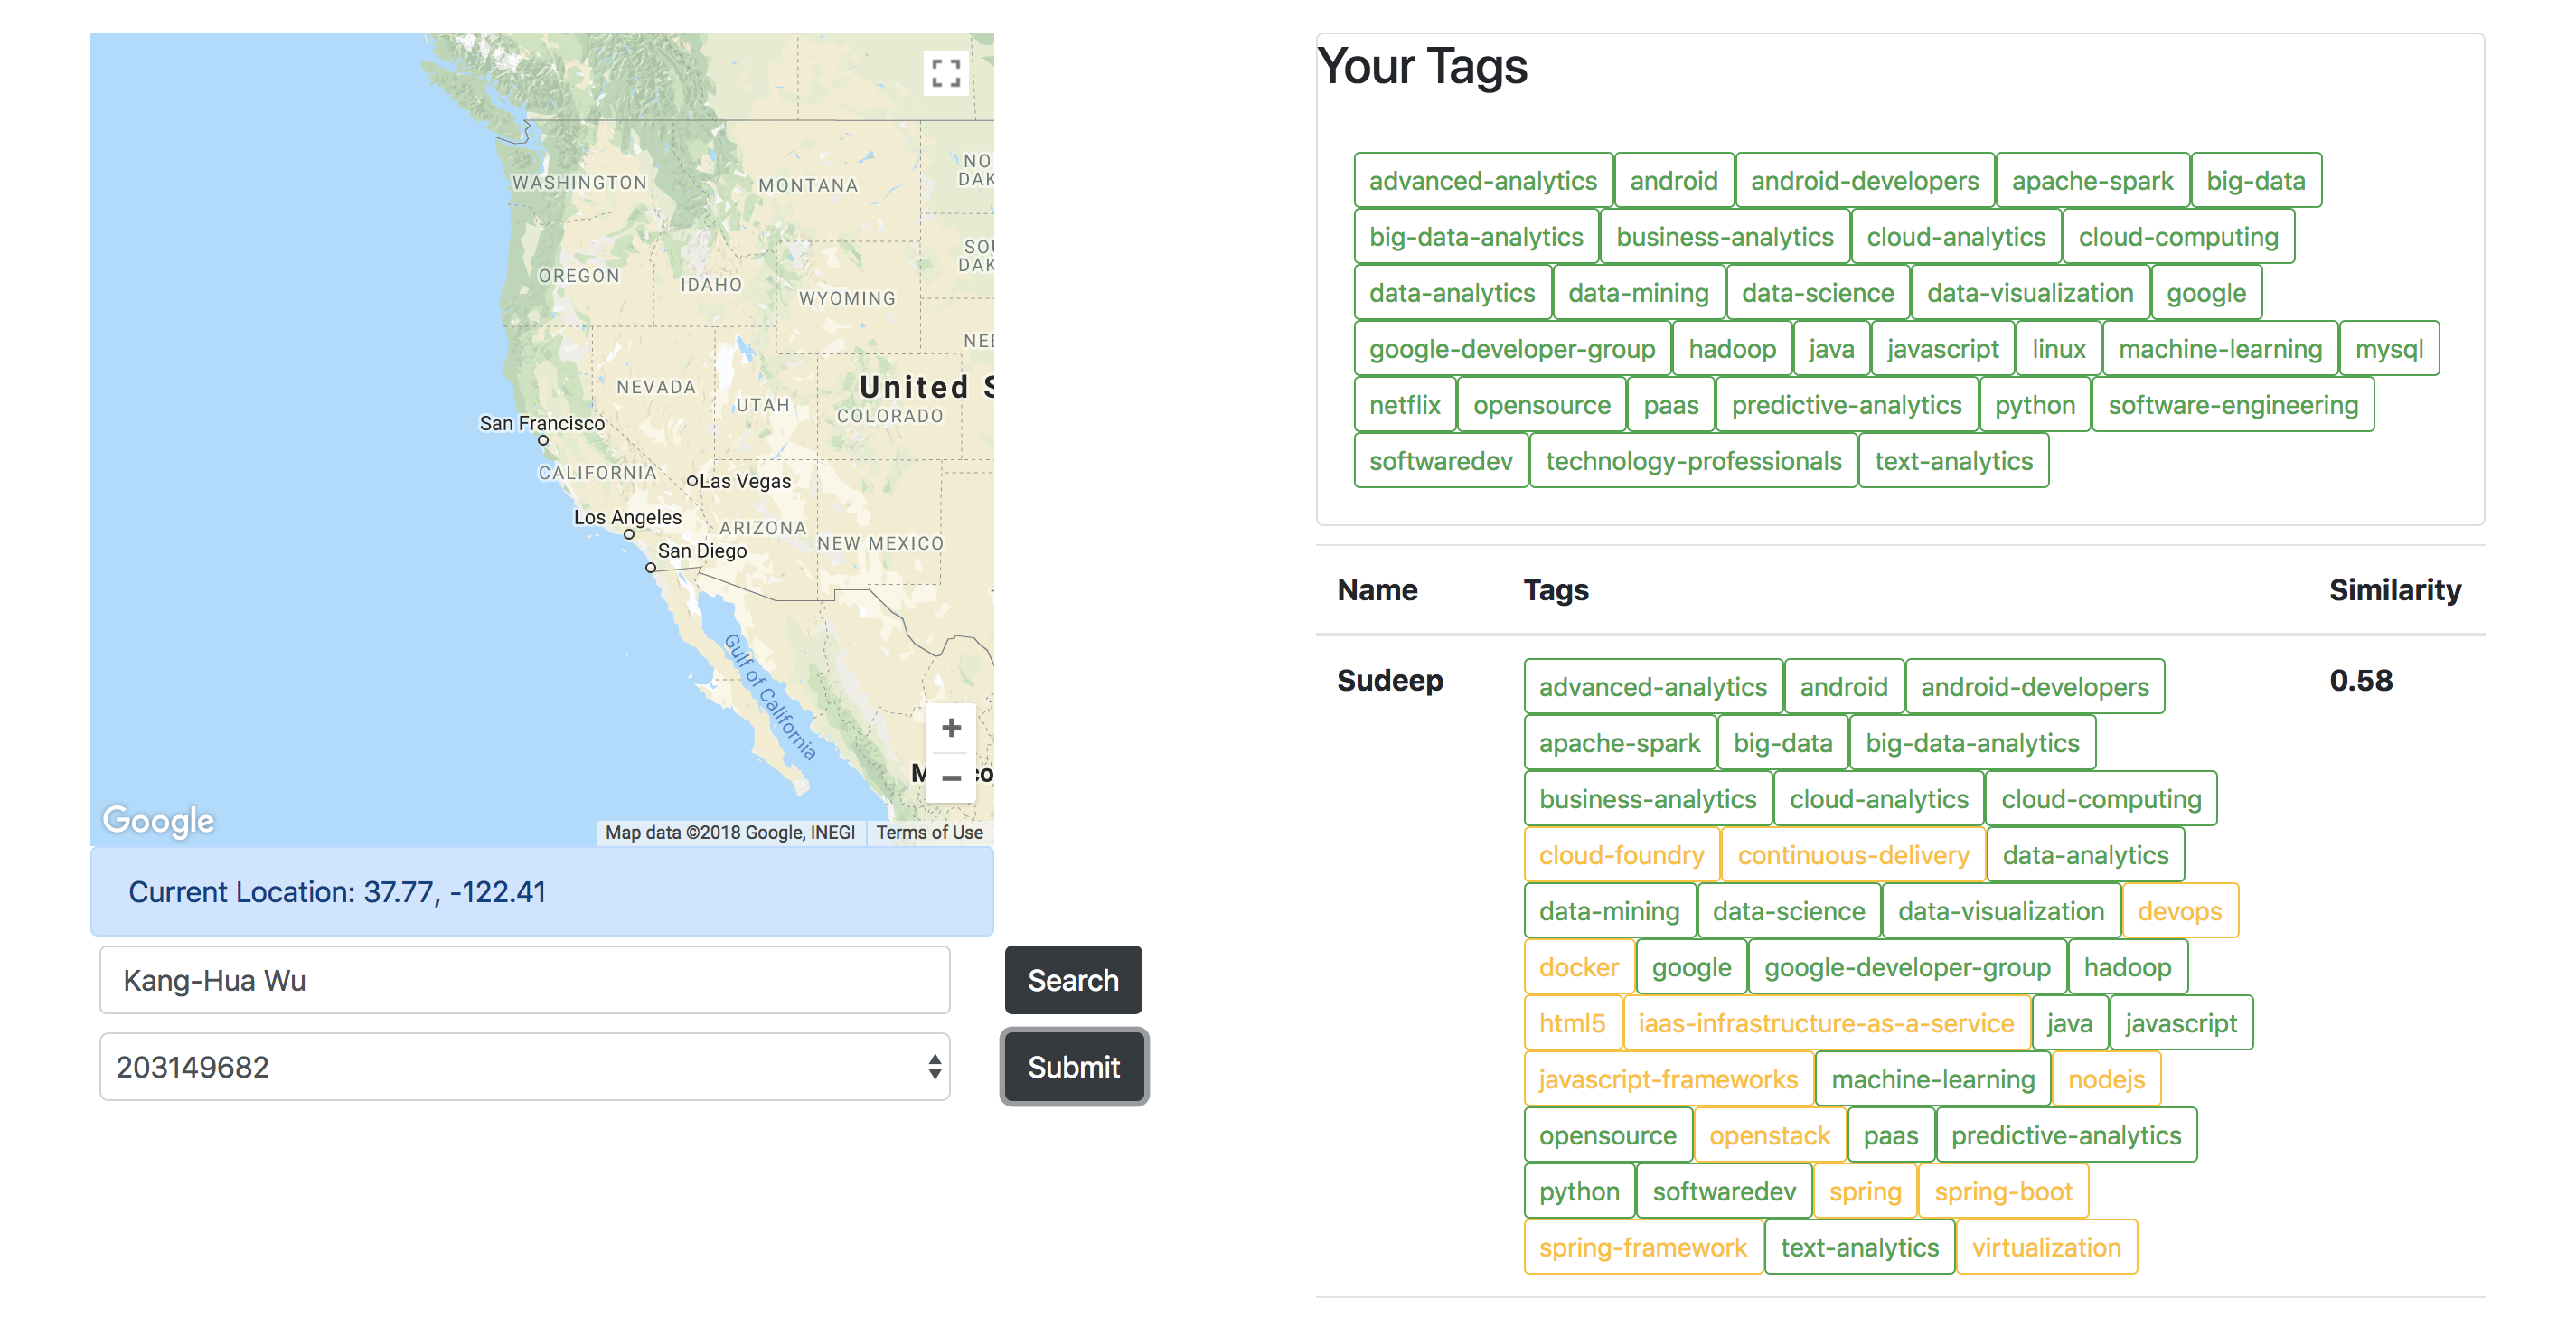 WASHINGTON
MONTANA
NO
DAK
OREGON
IDAHO
WYOMING
SOU
DAK
NEB
NEVADA
UTAH
United S
COLORADO
San Francisco
CALIFORNIA
Las Vegas
Los Angeles
ARIZONA
NEW MEXICO
San Diego
Gulf of California
M co
Google
Map data ©2018 Google, INEGI
Terms of Use
Current Location: 37.77, -122.41
Kang-Hua Wu
Search
203149682
Submit
Your Tags
advanced-analytics android android-developers apache-spark big-data
big-data-analytics business-analytics cloud-analytics cloud-computing
data-analytics data-mining data-science data-visualization google
google-developer-group hadoop java javascript linux machine-learning mysql
netflix opensource paas predictive-analytics python software-engineering
softwaredev technology-professionals text-analytics
Name Tags Similarity
Sudeep
advanced-analytics android android-developers
0.58
apache-spark big-data big-data-analytics
business-analytics cloud-analytics cloud-computing
cloud-foundry continuous-delivery data-analytics
data-mining data-science data-visualization devops
docker google google-developer-group hadoop
html5 iaas-infrastructure-as-a-service java javascript
javascript-frameworks machine-learning nodejs
opensource openstack paas predictive-analytics
python softwaredev spring spring-boot
spring-framework text-analytics virtualization